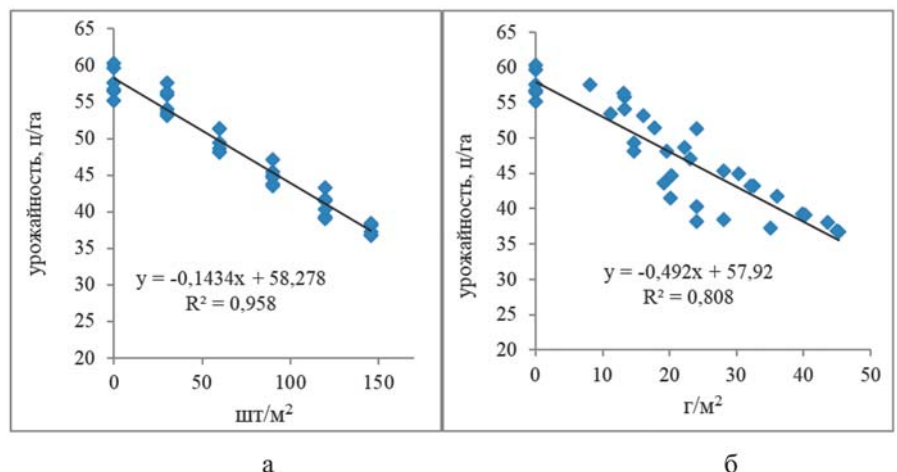 65
60
55
50
45
40
35
30
25
20
урожайность, ц/га
y = -0,1434x + 58,278
R² = 0,958
0 50 100 150
шт/м²
а
65
60
55
50
45
40
35
30
25
20
урожайность, ц/га
y = -0,492x + 57,92
R² = 0,808
0 10 20 30 40 50
г/м²
б